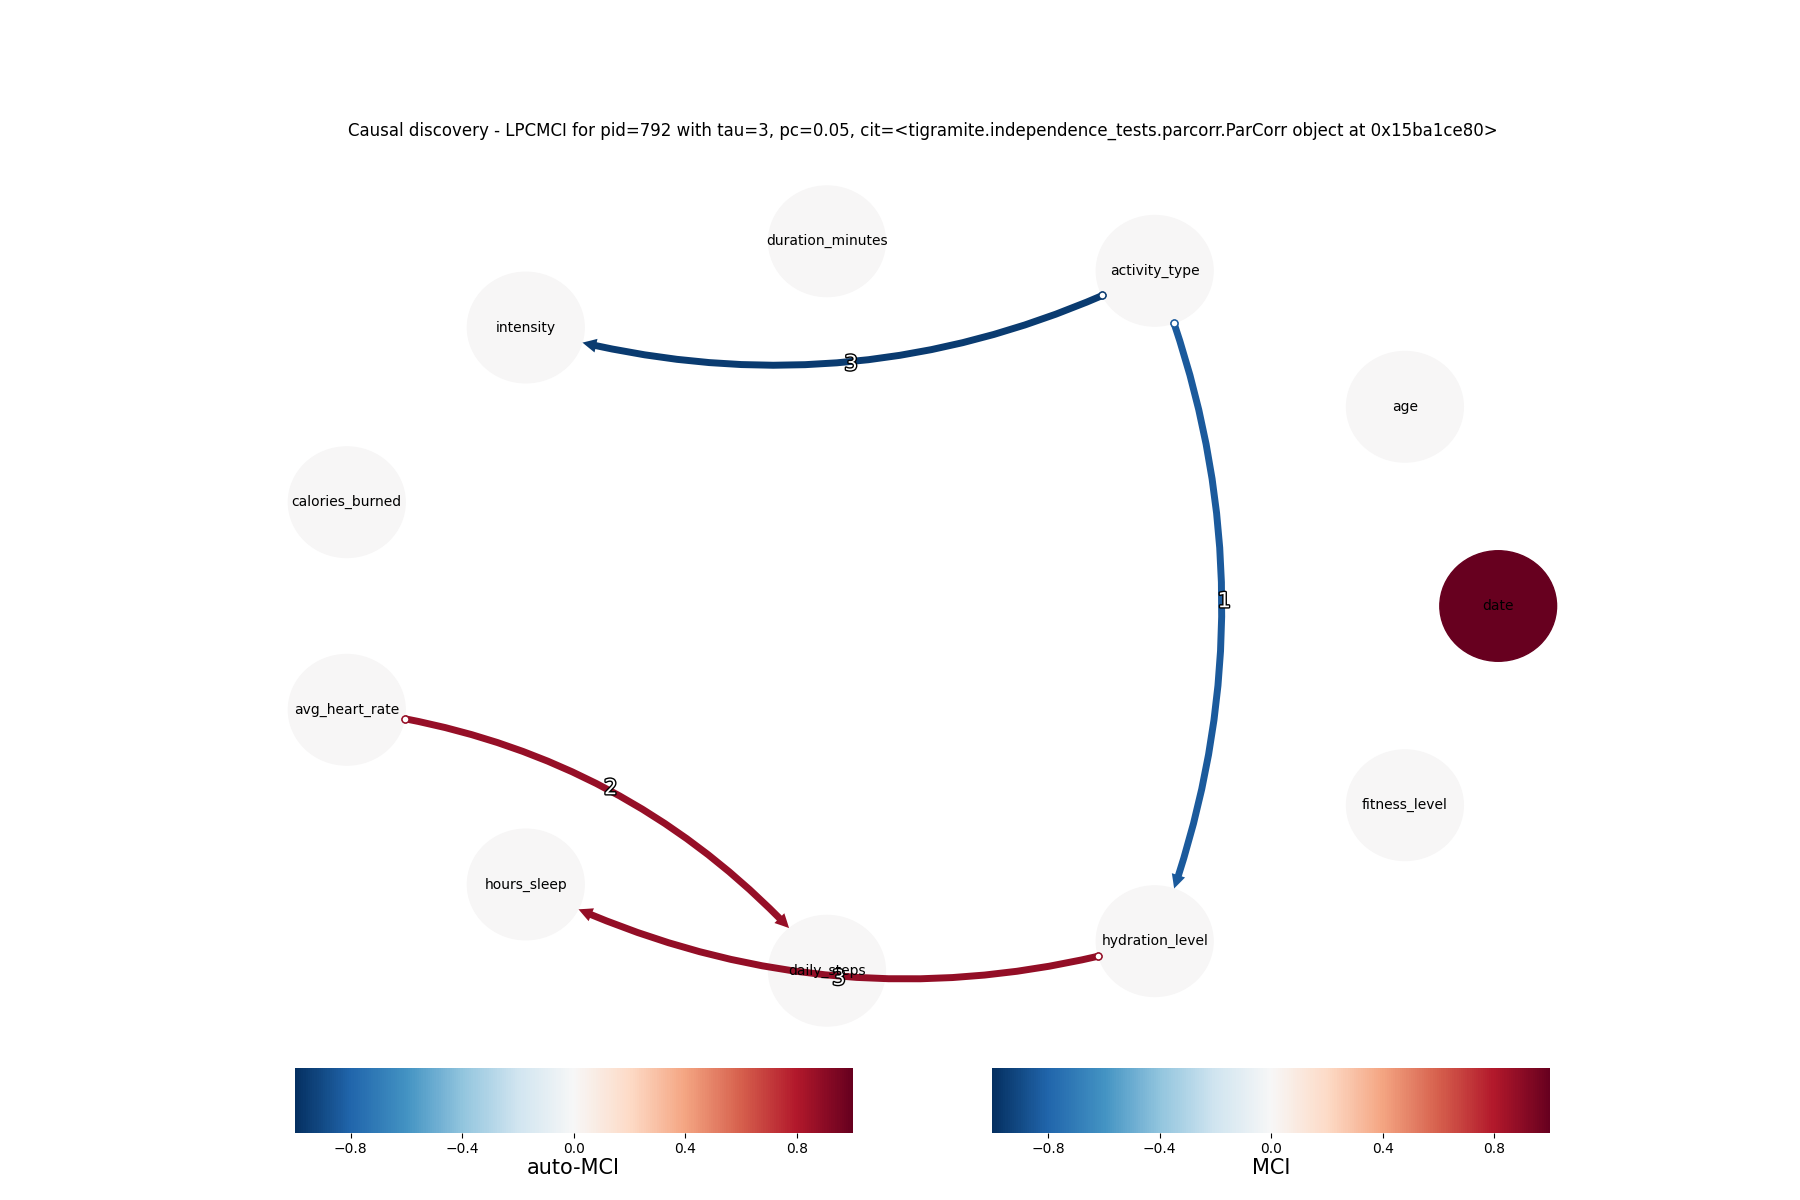 Causal discovery - LPCMCI for pid=792 with tau=3, pc=0.05, cit=<tigramite.independence_tests.parcorr.ParCorr object at 0x15ba1ce80>
duration_minutes
activity_type
intensity
3
age
calories_burned
1
date
avg_heart_rate
2
fitness_level
hours_sleep
hydration_level
daily_steps
3
−0.8 −0.4 0.0 0.4 0.8
auto-MCI
−0.8 −0.4 0.0 0.4 0.8
MCI